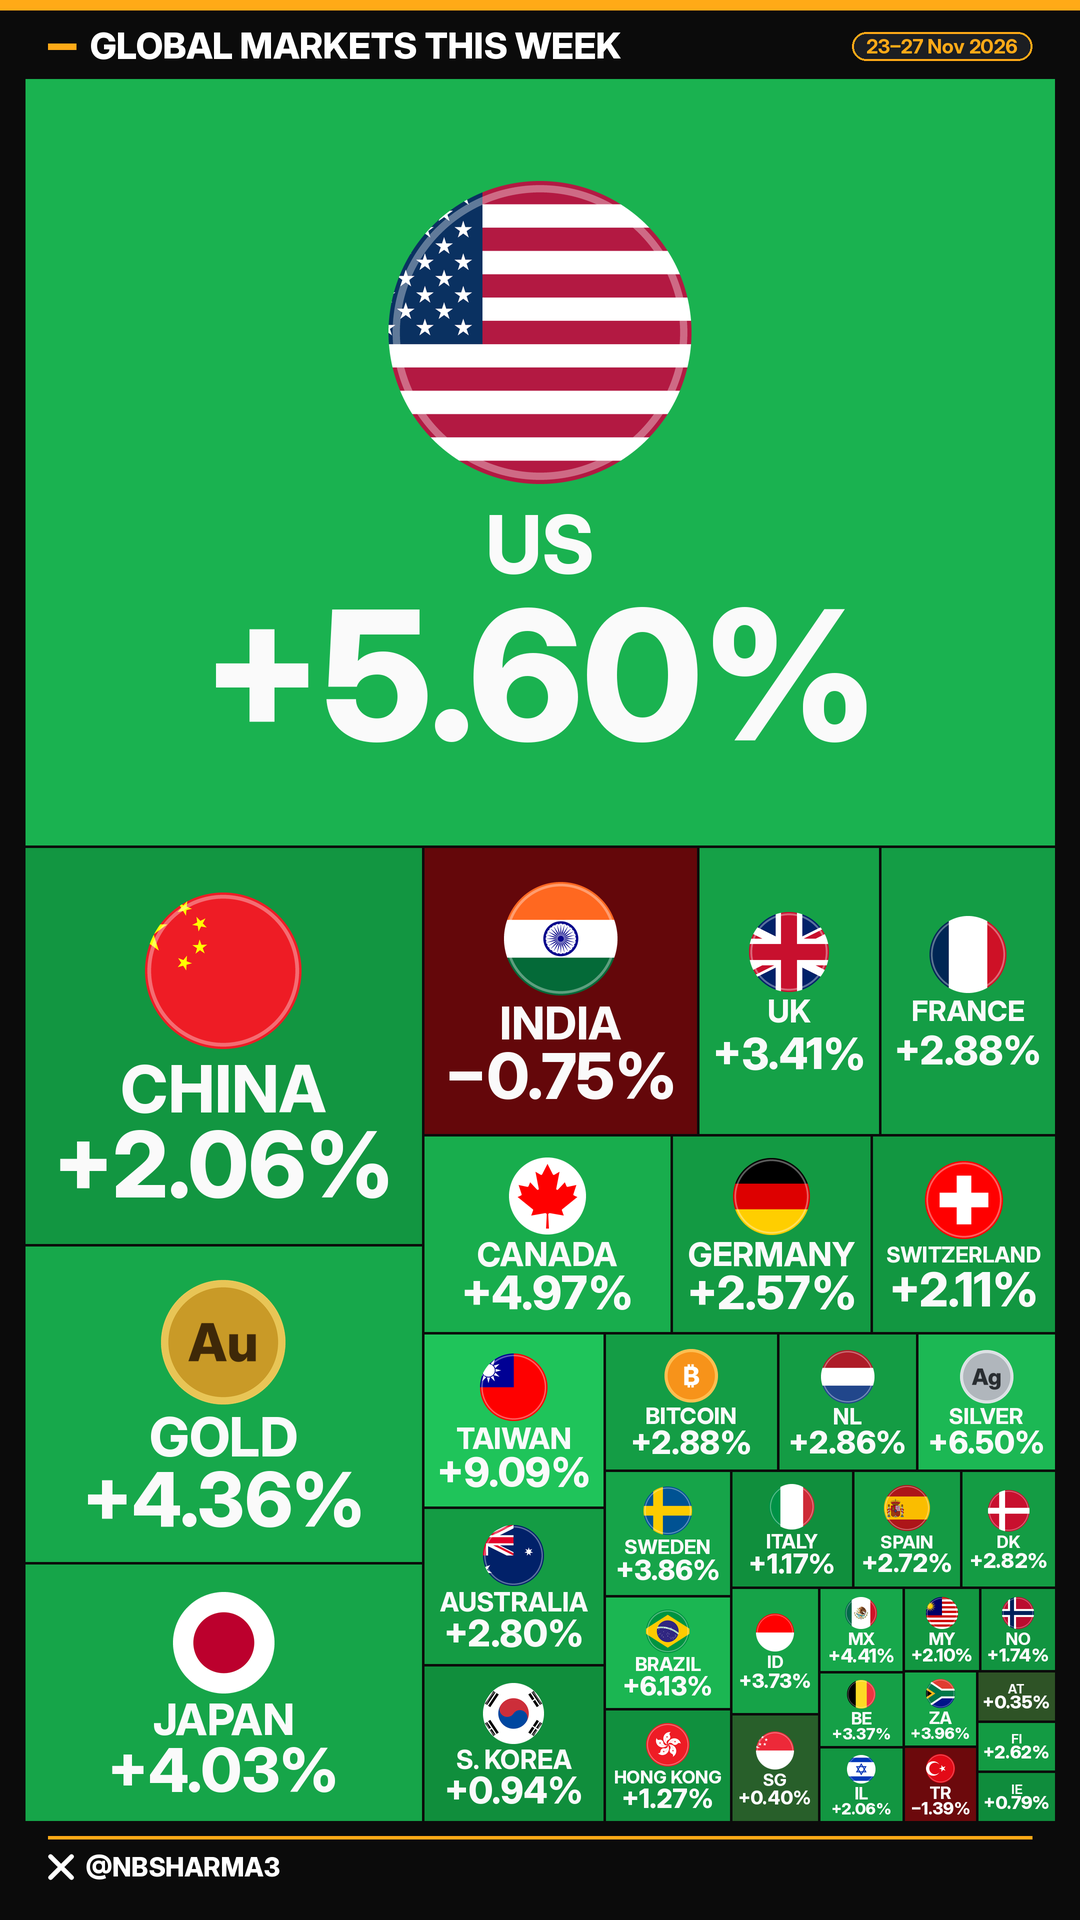 GLOBAL MARKETS THIS WEEK
23–27 Nov 2026
US
+5.60%
CHINA
+2.06%
INDIA
−0.75%
UK
+3.41%
FRANCE
+2.88%
CANADA
+4.97%
GERMANY
+2.57%
SWITZERLAND
+2.11%
Au
GOLD
+4.36%
TAIWAN
+9.09%
BITCOIN
+2.88%
NL
+2.86%
Ag
SILVER
+6.50%
SWEDEN
+3.86%
ITALY
+1.17%
SPAIN
+2.72%
DK
+2.82%
AUSTRALIA
+2.80%
JAPAN
+4.03%
BRAZIL
+6.13%
ID
+3.73%
MX
+4.41%
MY
+2.10%
NO
+1.74%
S. KOREA
+0.94%
HONG KONG
+1.27%
SG
+0.40%
BE
+3.37%
ZA
+3.96%
AT
+0.35%
FI
+2.62%
IL
+2.06%
TR
−1.39%
IE
+0.79%
@NBSHARMA3